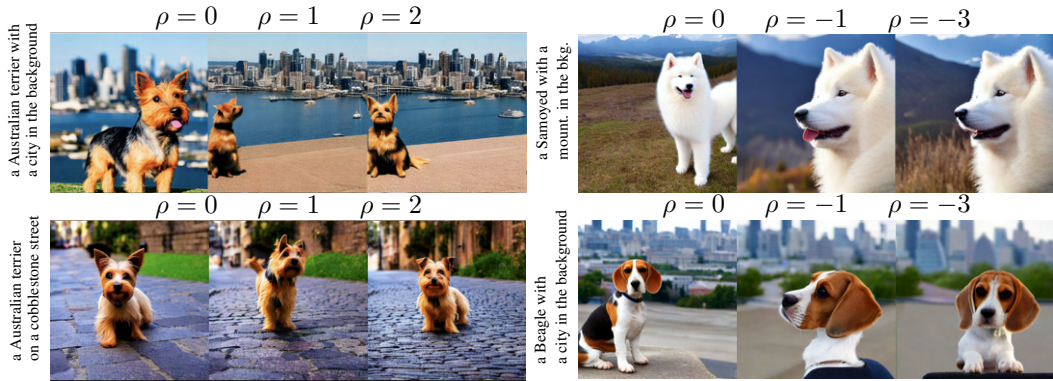 ρ = 0 ρ = 1 ρ = 2
a Australian terrier with
a city in the background
ρ = 0 ρ = −1 ρ = −3
a Samoyed with a
mount. in the bkg.
ρ = 0 ρ = 1 ρ = 2
a Australian terrier
on a cobblestone street
ρ = 0 ρ = −1 ρ = −3
a Beagle with
a city in the background